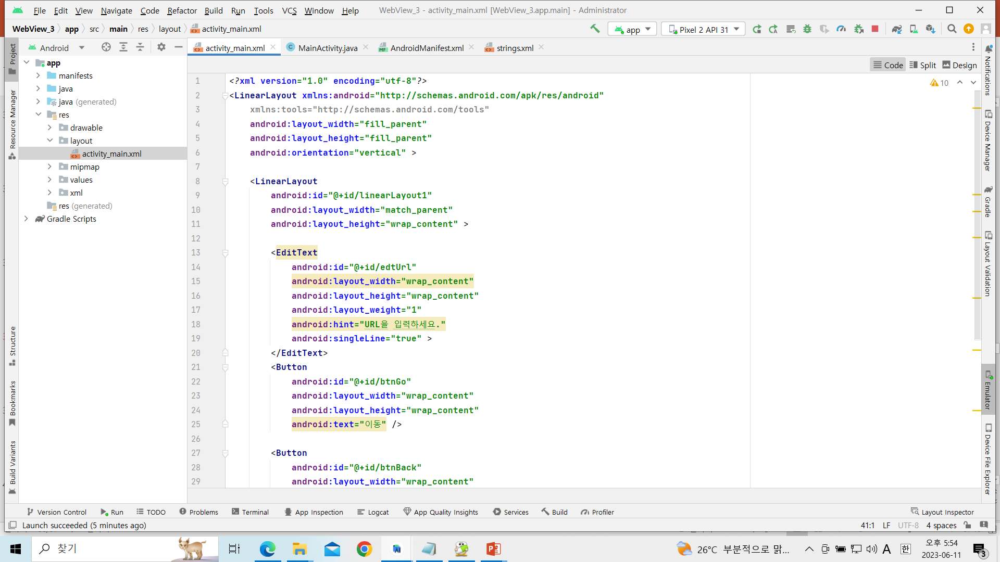 File Edit View Navigate Code Refactor Build Run Tools VCS Window Help WebView_3 - activity_main.xml [WebView_3.app.main] - Administrator
WebView_3 app src main res layout activity_main.xml app Pixel 2 API 31
Android activity_main.xml MainActivity.java AndroidManifest.xml strings.xml
Code Split Design
Project
Resource Manager
Structure
Bookmarks
Build Variants
app
manifests
java
java (generated)
res
drawable
layout
activity_main.xml
mipmap
values
xml
res (generated)
Gradle Scripts
10
1 <?xml version="1.0" encoding="utf-8"?>
2 <LinearLayout xmlns:android="http://schemas.android.com/apk/res/android"
3 xmlns:tools="http://schemas.android.com/tools"
4 android:layout_width="fill_parent"
5 android:layout_height="fill_parent"
6 android:orientation="vertical" >
7
8 <LinearLayout
9 android:id="@+id/linearLayout1"
10 android:layout_width="match_parent"
11 android:layout_height="wrap_content" >
12
13 <EditText
14 android:id="@+id/edtUrl"
15 android:layout_width="wrap_content"
16 android:layout_height="wrap_content"
17 android:layout_weight="1"
18 android:hint="URL을 입력하세요."
19 android:singleLine="true" >
20 </EditText>
21 <Button
22 android:id="@+id/btnGo"
23 android:layout_width="wrap_content"
24 android:layout_height="wrap_content"
25 android:text="이동" />
26
27 <Button
28 android:id="@+id/btnBack"
29 android:layout_width="wrap_content"
Notifications
Device Manager
Gradle
Layout Validation
Emulator
Device File Explorer
Version Control Run TODO Problems Terminal App Inspection Logcat App Quality Insights Services Build Profiler Layout Inspector
Launch succeeded (5 minutes ago) 41:1 LF UTF-8 4 spaces
찾기 26°C 부분적으로 맑... A 한 오후 5:54
2023-06-11 3